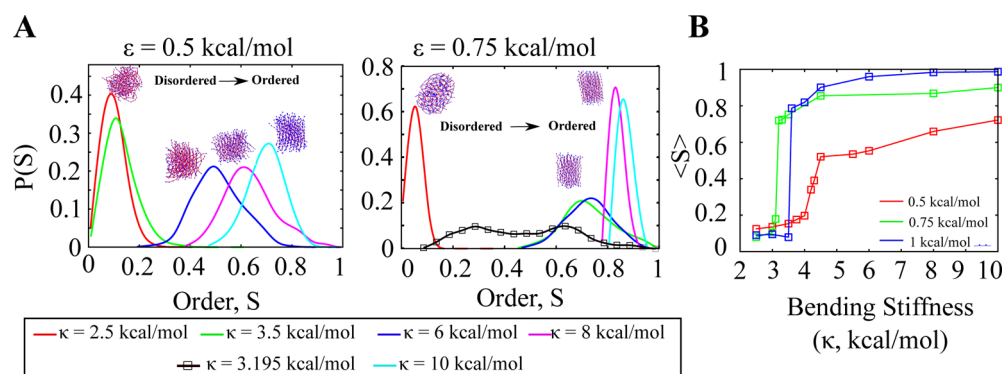 A
ε = 0.5 kcal/mol
ε = 0.75 kcal/mol
B
P(S)
0.4
0.3
0.2
0.1
0
0 0.2 0.4 0.6 0.8 1
Disordered Ordered
Order, S
0.8
0.6
0.4
0.2
0.0
0 0.2 0.4 0.6 0.8 1
Disordered Ordered
Order, S
κ = 2.5 kcal/mol
κ = 3.5 kcal/mol
κ = 6 kcal/mol
κ = 8 kcal/mol
κ = 3.195 kcal/mol
κ = 10 kcal/mol
<S>
1
0.8
0.6
0.4
0.2
0
2 4 6 8 10
0.5 kcal/mol
0.75 kcal/mol
1 kcal/mol
Bending Stiffness
(κ, kcal/mol)